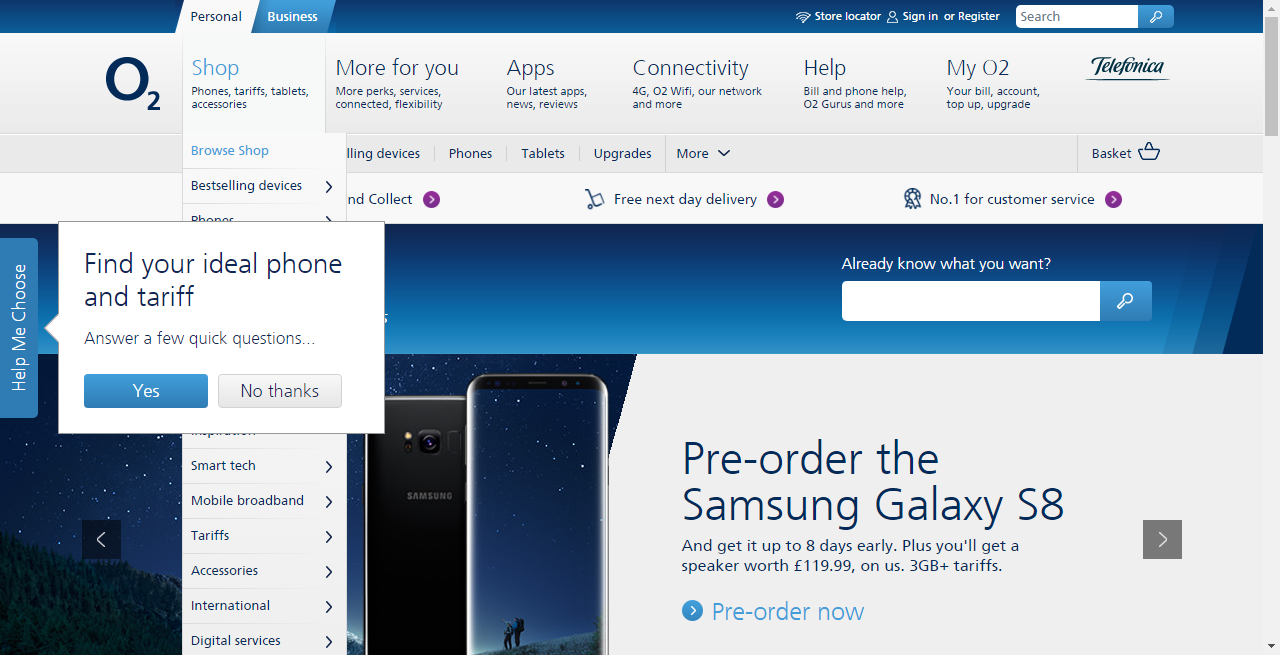 Personal
Business
Store locator
Sign in or Register
Search
O2
Shop
Phones, tariffs, tablets,
accessories
More for you
More perks, services,
connected, flexibility
Apps
Our latest apps,
news, reviews
Connectivity
4G, O2 Wifi, our network
and more
Help
Bill and phone help,
O2 Gurus and more
My O2
Your bill, account,
top up, upgrade
Telefónica
Browse Shop
lling devices
Phones
Tablets
Upgrades
More
Basket
Bestselling devices
nd Collect
Free next day delivery
No.1 for customer service
Phones
Help Me Choose
Find your ideal phone
and tariff
Answer a few quick questions...
Yes
No thanks
Already know what you want?
Inspiration
Smart tech
Mobile broadband
Tariffs
Accessories
International
Digital services
SAMSUNG
Pre-order the
Samsung Galaxy S8
And get it up to 8 days early. Plus you'll get a
speaker worth £119.99, on us. 3GB+ tariffs.
Pre-order now